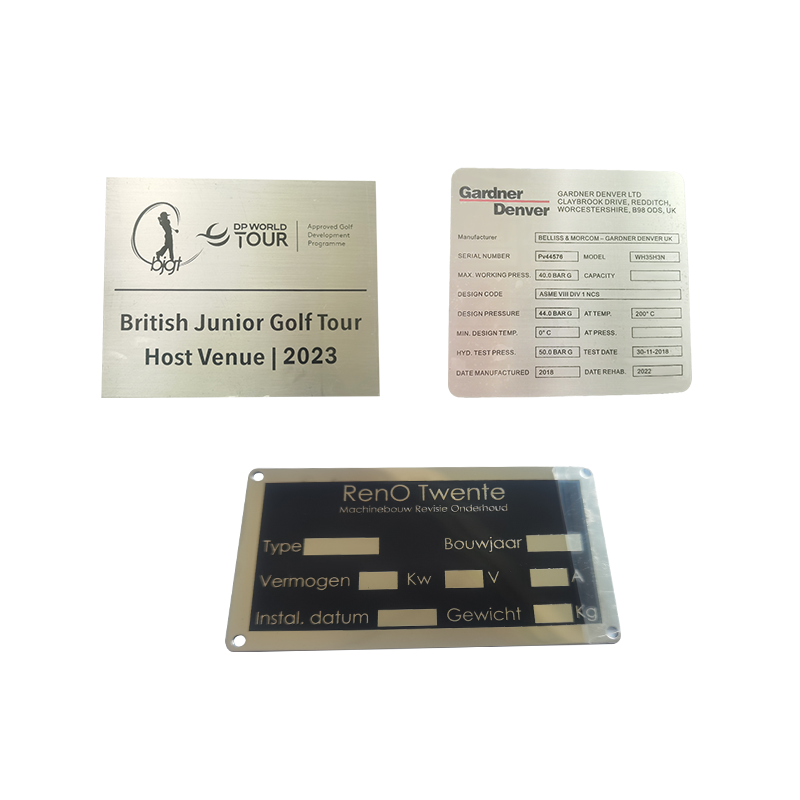 bjgt
DP WORLD
TOUR
Approved Golf
Development
Programme
British Junior Golf Tour
Host Venue | 2023
Gardner
Denver
GARDNER DENVER LTD
CLAYBROOK DRIVE, REDDITCH,
WORCESTERSHIRE, B98 ODS, UK
Manufacturer BELLISS & MORCOM – GARDNER DENVER UK
SERIAL NUMBER Pv44576 MODEL WH35H3N
MAX. WORKING PRESS. 40.0 BAR G CAPACITY
DESIGN CODE ASME VIII DIV 1 NCS
DESIGN PRESSURE 44.0 BAR G AT TEMP. 200° C
MIN. DESIGN TEMP. 0° C AT PRESS.
HYD. TEST PRESS. 50.0 BAR G TEST DATE 30-11-2018
DATE MANUFACTURED 2018 DATE REHAB. 2022
RenO Twente
Machinebouw Revisie Onderhoud
Type Bouwjaar
Vermogen Kw V A
Instal. datum Gewicht Kg